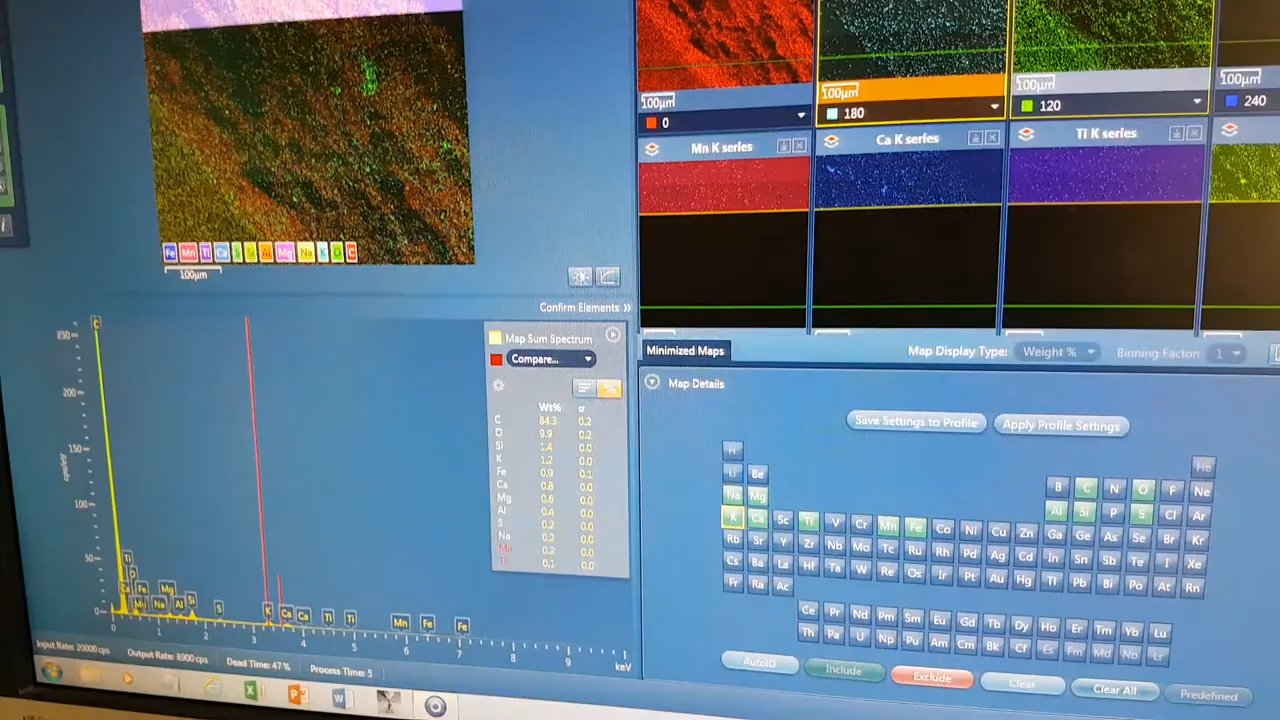 100μm
0
100μm
180
100μm
120
100μm
240
Mn K series
Ca K series
Ti K series
Fe Mn Ti Ca S Si Al Mg Na K O C
100μm
Confirm Elements »
Map Sum Spectrum
Compare...
Wt% σ
C 84.3 0.2
O 9.9 0.2
Si 1.4 0.0
K 1.2 0.0
Fe 0.9 0.1
Ca 0.8 0.0
Mg 0.6 0.0
Al 0.4 0.0
S 0.2 0.0
Na 0.2 0.0
Mn 0.2 0.0
0.1 0.0
cps/eV
200
150
100
50
0
C
Ti
O
Ca Fe Mg
Mn Na Al Si S K Ca Ca Ti Ti Mn Fe Fe
0 1 2 3 4 5 6 7 8 9 keV
Input Rate: 20000 cps Output Rate: 8900 cps Dead Time: 47 % Process Time: 5
Minimized Maps
Map Display Type: Weight %
Binning Factor: 1
Map Details
Save Settings to Profile
Apply Profile Settings
H He
Li Be B C N O F Ne
Na Mg Al Si P S Cl Ar
K Ca Sc Ti V Cr Mn Fe Co Ni Cu Zn Ga Ge As Se Br Kr
Rb Sr Y Zr Nb Mo Tc Ru Rh Pd Ag Cd In Sn Sb Te I Xe
Cs Ba La Hf Ta W Re Os Ir Pt Au Hg Tl Pb Bi Po At Rn
Fr Ra Ac
Ce Pr Nd Pm Sm Eu Gd Tb Dy Ho Er Tm Yb Lu
Th Pa U Np Pu Am Cm Bk Cf Es Fm Md No Lr
AutoID
Include
Exclude
Clear
Clear All
Predefined